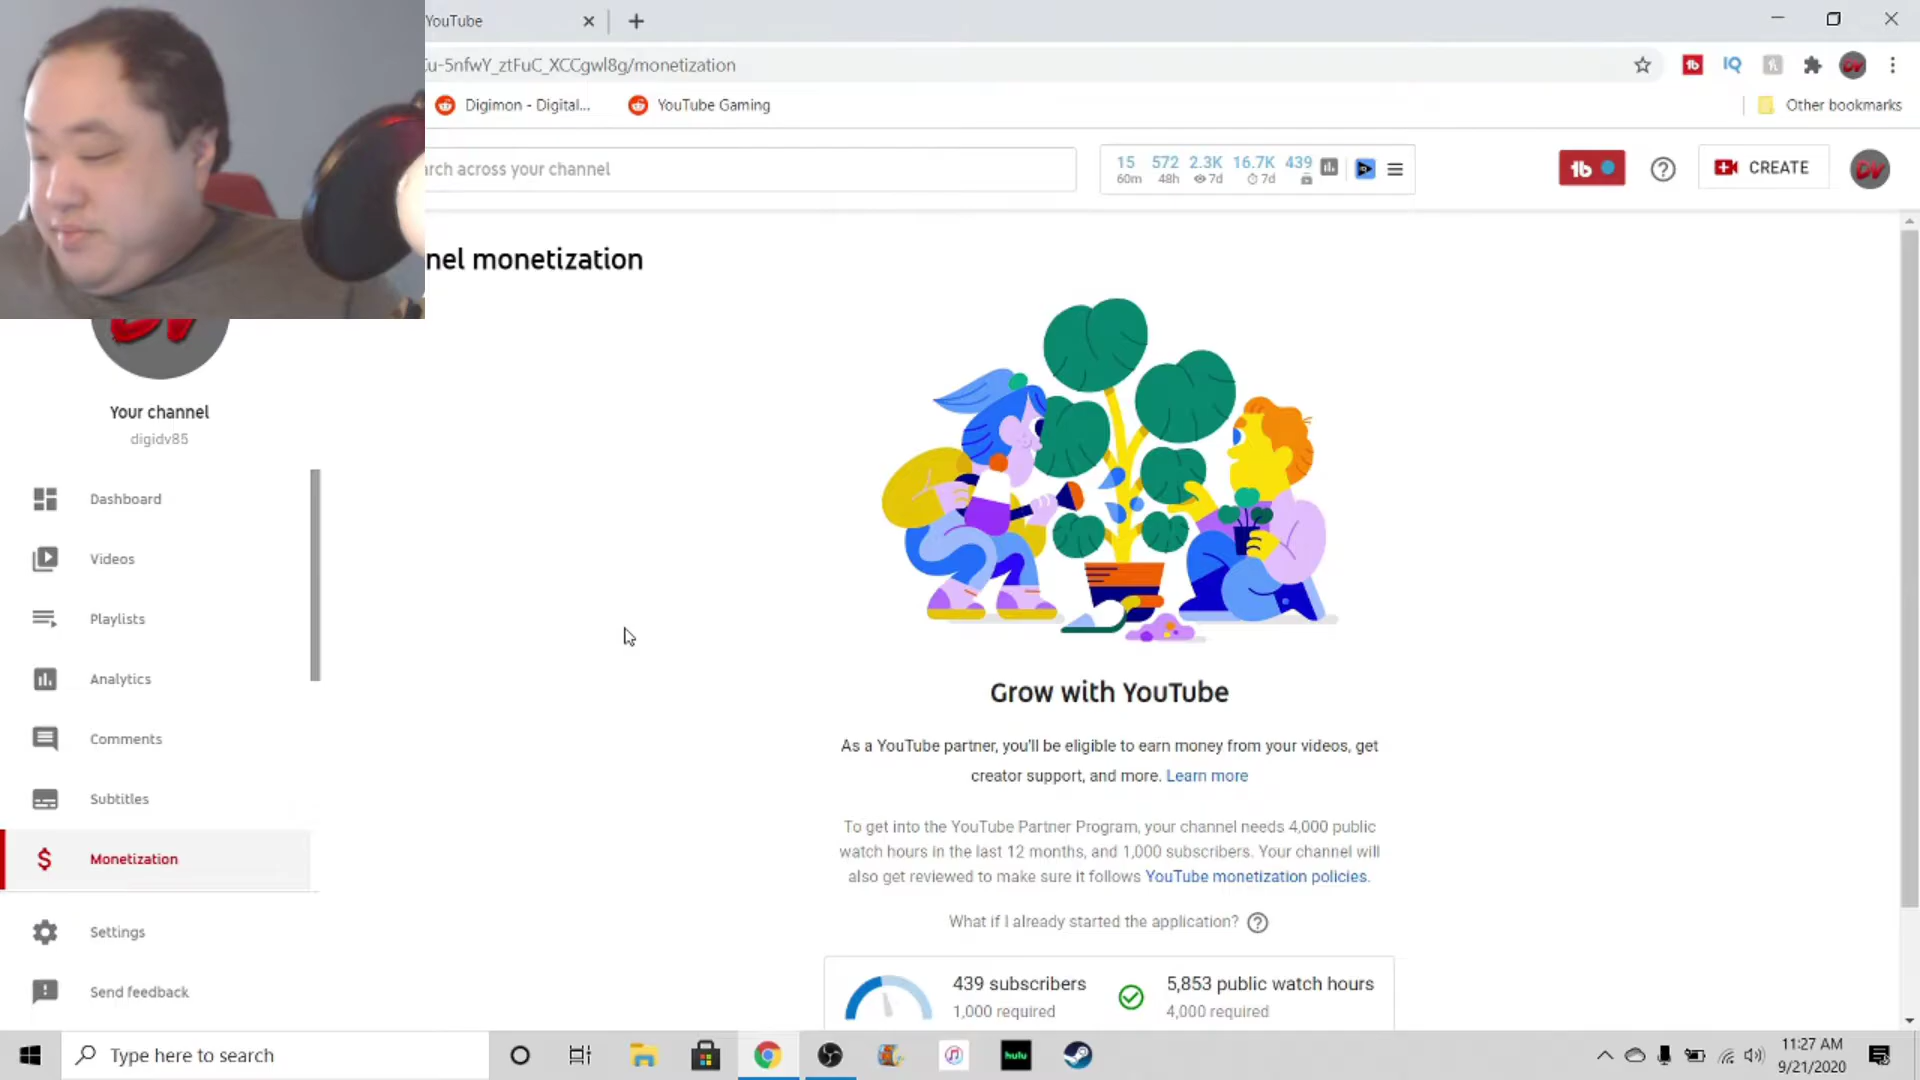 YouTube
Cu-5nfwY_ztFuC_XCCgwl8g/monetization
Digimon - Digital...
YouTube Gaming
Other bookmarks
rch across your channel
15 572 2.3K 16.7K 439
60m 48h 7d 7d
CREATE
nel monetization
Your channel
digidv85
Dashboard
Videos
Playlists
Analytics
Comments
Subtitles
Monetization
Settings
Send feedback
Grow with YouTube
As a YouTube partner, you'll be eligible to earn money from your videos, get
creator support, and more. Learn more
To get into the YouTube Partner Program, your channel needs 4,000 public
watch hours in the last 12 months, and 1,000 subscribers. Your channel will
also get reviewed to make sure it follows YouTube monetization policies.
What if I already started the application?
439 subscribers
1,000 required
5,853 public watch hours
4,000 required
Type here to search
hulu
11:27 AM
9/21/2020